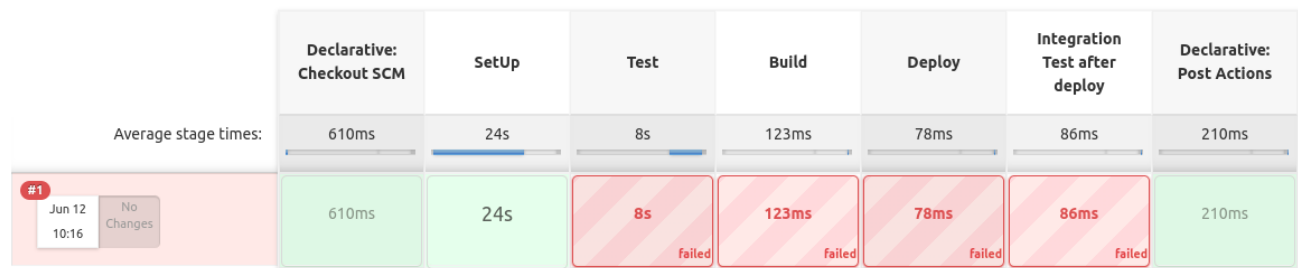 Declarative:
Checkout SCM
SetUp
Test
Build
Deploy
Integration
Test after
deploy
Declarative:
Post Actions
Average stage times:
610ms
24s
8s
123ms
78ms
86ms
210ms
#1
Jun 12
10:16
No
Changes
610ms
24s
8s
failed
123ms
failed
78ms
failed
86ms
failed
210ms